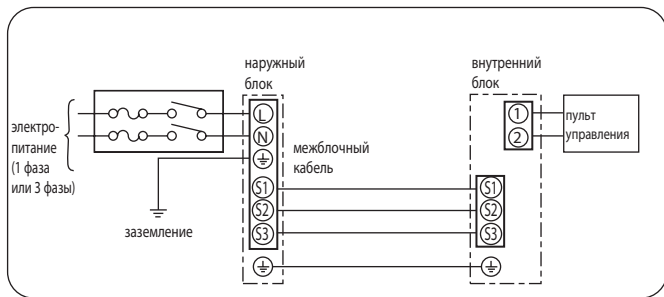 наружный
блок
внутренний
блок
электро-
питание
(1 фаза
или 3 фазы)
L
N
заземление
межблочный
кабель
S1
S2
S3
1
2
пульт
управления
S1
S2
S3